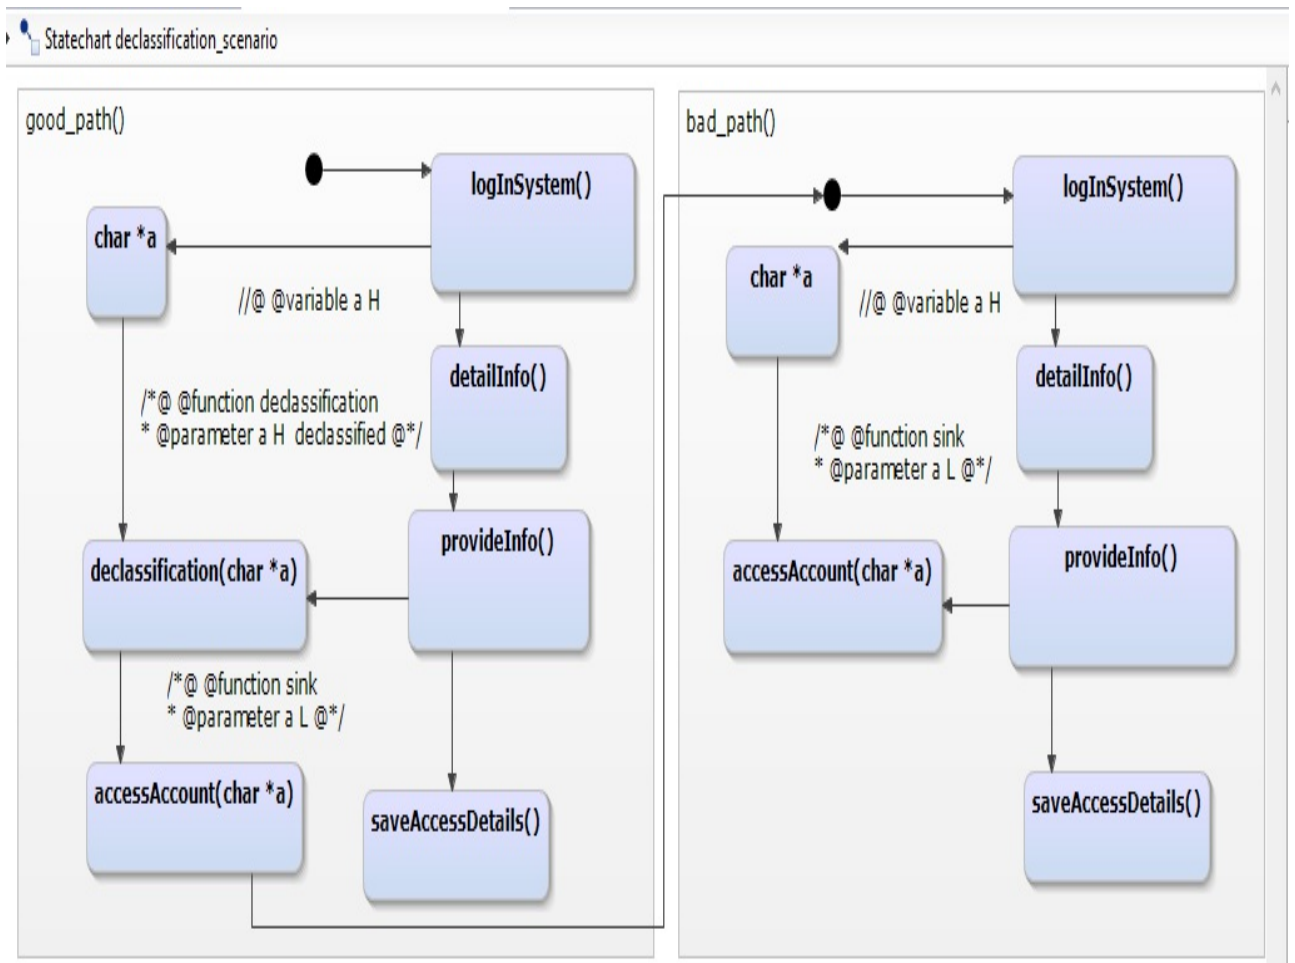 Statechart declassification_scenario
good_path()
logInSystem()
char *a
//@ @variable a H
detailInfo()
/*@ @function declassification
* @parameter a H  declassified @*/
provideInfo()
declassification(char *a)
/*@ @function sink
* @parameter a L @*/
accessAccount(char *a)
saveAccessDetails()
bad_path()
logInSystem()
char *a
//@ @variable a H
detailInfo()
/*@ @function sink
* @parameter a L @*/
provideInfo()
accessAccount(char *a)
saveAccessDetails()